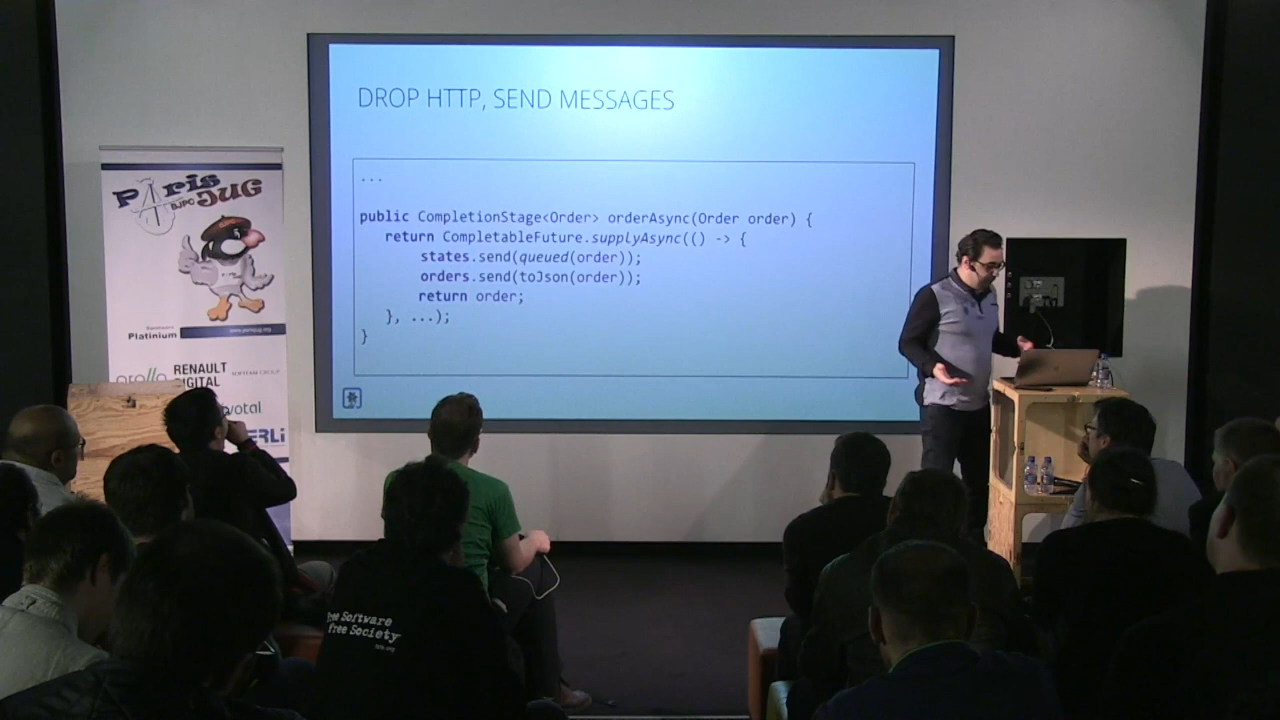 DROP HTTP, SEND MESSAGES
...
public CompletionStage<Order> orderAsync(Order order) {
return CompletableFuture.supplyAsync(() -> {
states.send(queued(order));
orders.send(toJson(order));
return order;
}, ...);
}
Paris
JUG
Platinium
RENAULT
DIGITAL
Free Software
Free Society